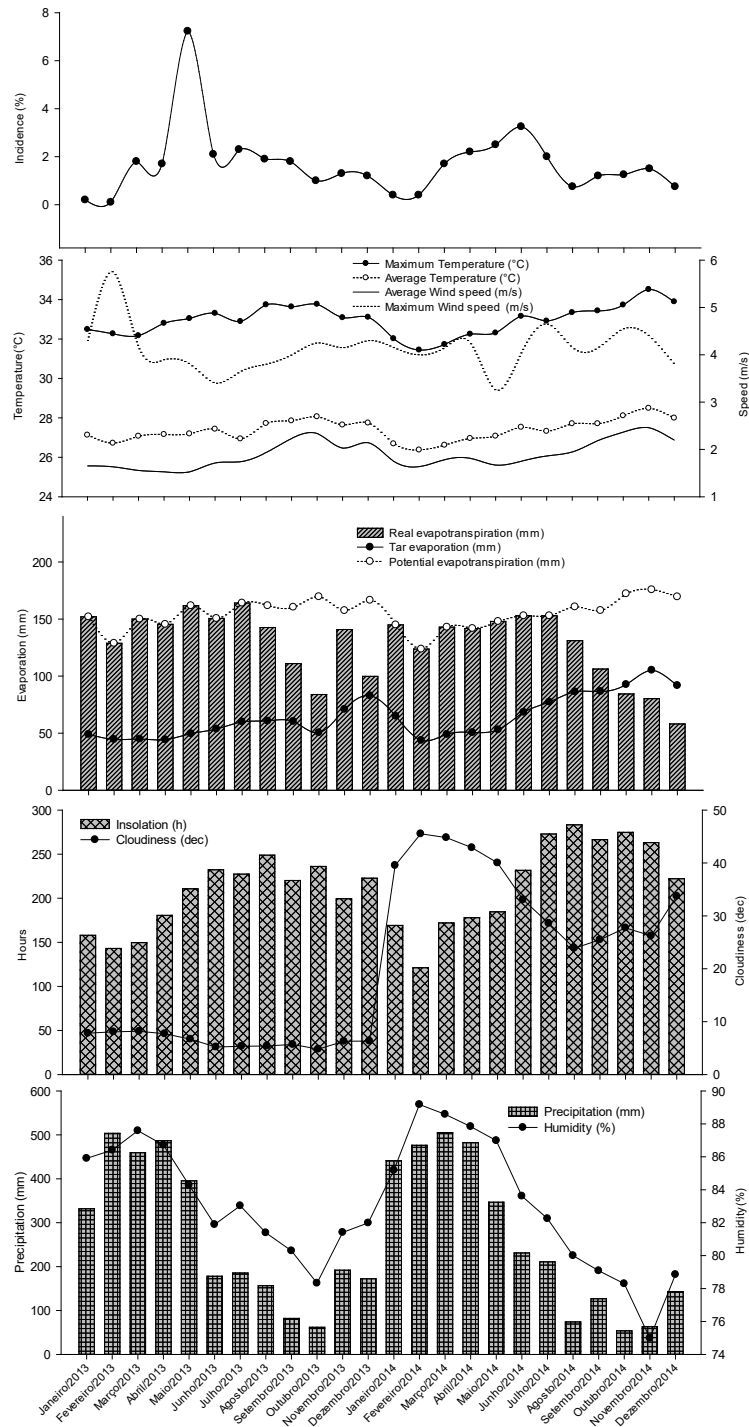 8
6
4
2
0
Incidence (%)
36
34
32
30
28
26
24
Temperature(°C)
Maximum Temperature (°C)
Average Temperature (°C)
Average Wind speed (m/s)
Maximum Wind speed (m/s)
6
5
4
3
2
1
Speed (m/s)
200
150
100
50
0
Evaporation (mm)
Real evapotranspiration (mm)
Tar evaporation (mm)
Potential evapotranspiration (mm)
300
250
200
150
100
50
0
Hours
Insolation (h)
Cloudiness (dec)
50
40
30
20
10
0
Cloudiness (dec)
600
500
400
300
200
100
0
Precipitation (mm)
Precipitation (mm)
Humidity (%)
90
88
86
84
82
80
78
76
74
Humidity (%)
Janeiro/2013
Fevereiro/2013
Março/2013
Abril/2013
Maio/2013
Junho/2013
Julho/2013
Agosto/2013
Setembro/2013
Outubro/2013
Novembro/2013
Dezembro/2013
Janeiro/2014
Fevereiro/2014
Março/2014
Abril/2014
Maio/2014
Junho/2014
Julho/2014
Agosto/2014
Setembro/2014
Outubro/2014
Novembro/2014
Dezembro/2014